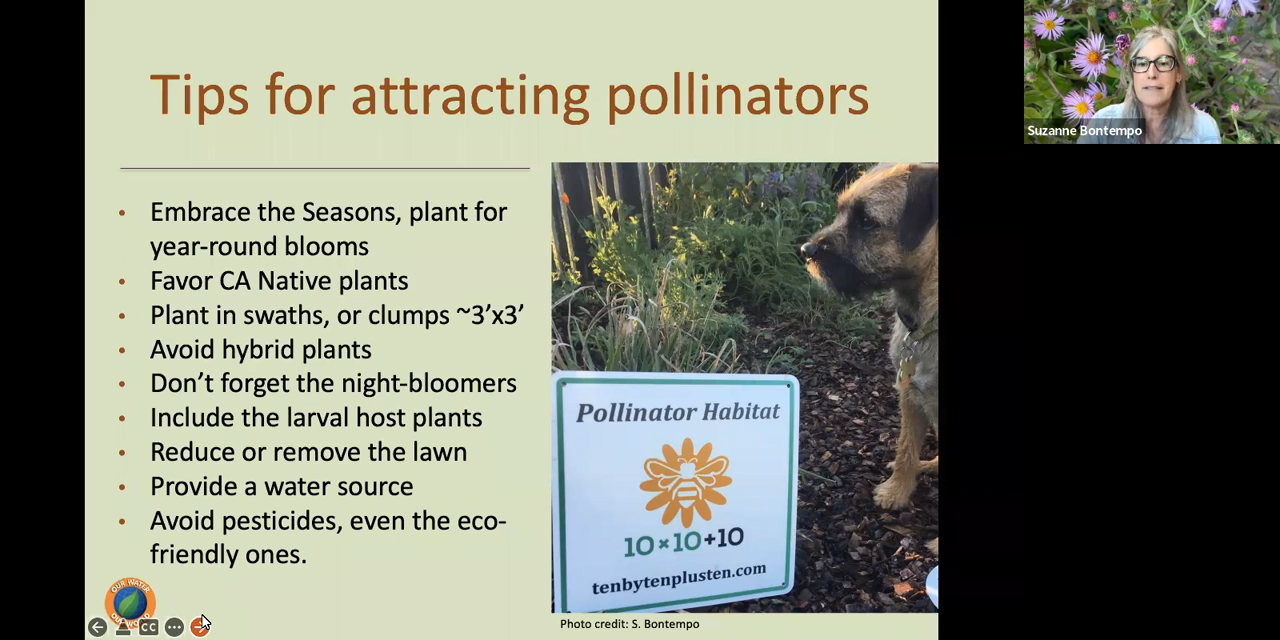 Tips for attracting pollinators
Suzanne Bontempo
• Embrace the Seasons, plant for
year-round blooms
• Favor CA Native plants
• Plant in swaths, or clumps ~3’x3’
• Avoid hybrid plants
• Don’t forget the night-bloomers
• Include the larval host plants
• Reduce or remove the lawn
• Provide a water source
• Avoid pesticides, even the eco-
friendly ones.
Pollinator Habitat
10×10+10
tenbytenplusten.com
OUR WATER
CC
Photo credit: S. Bontempo